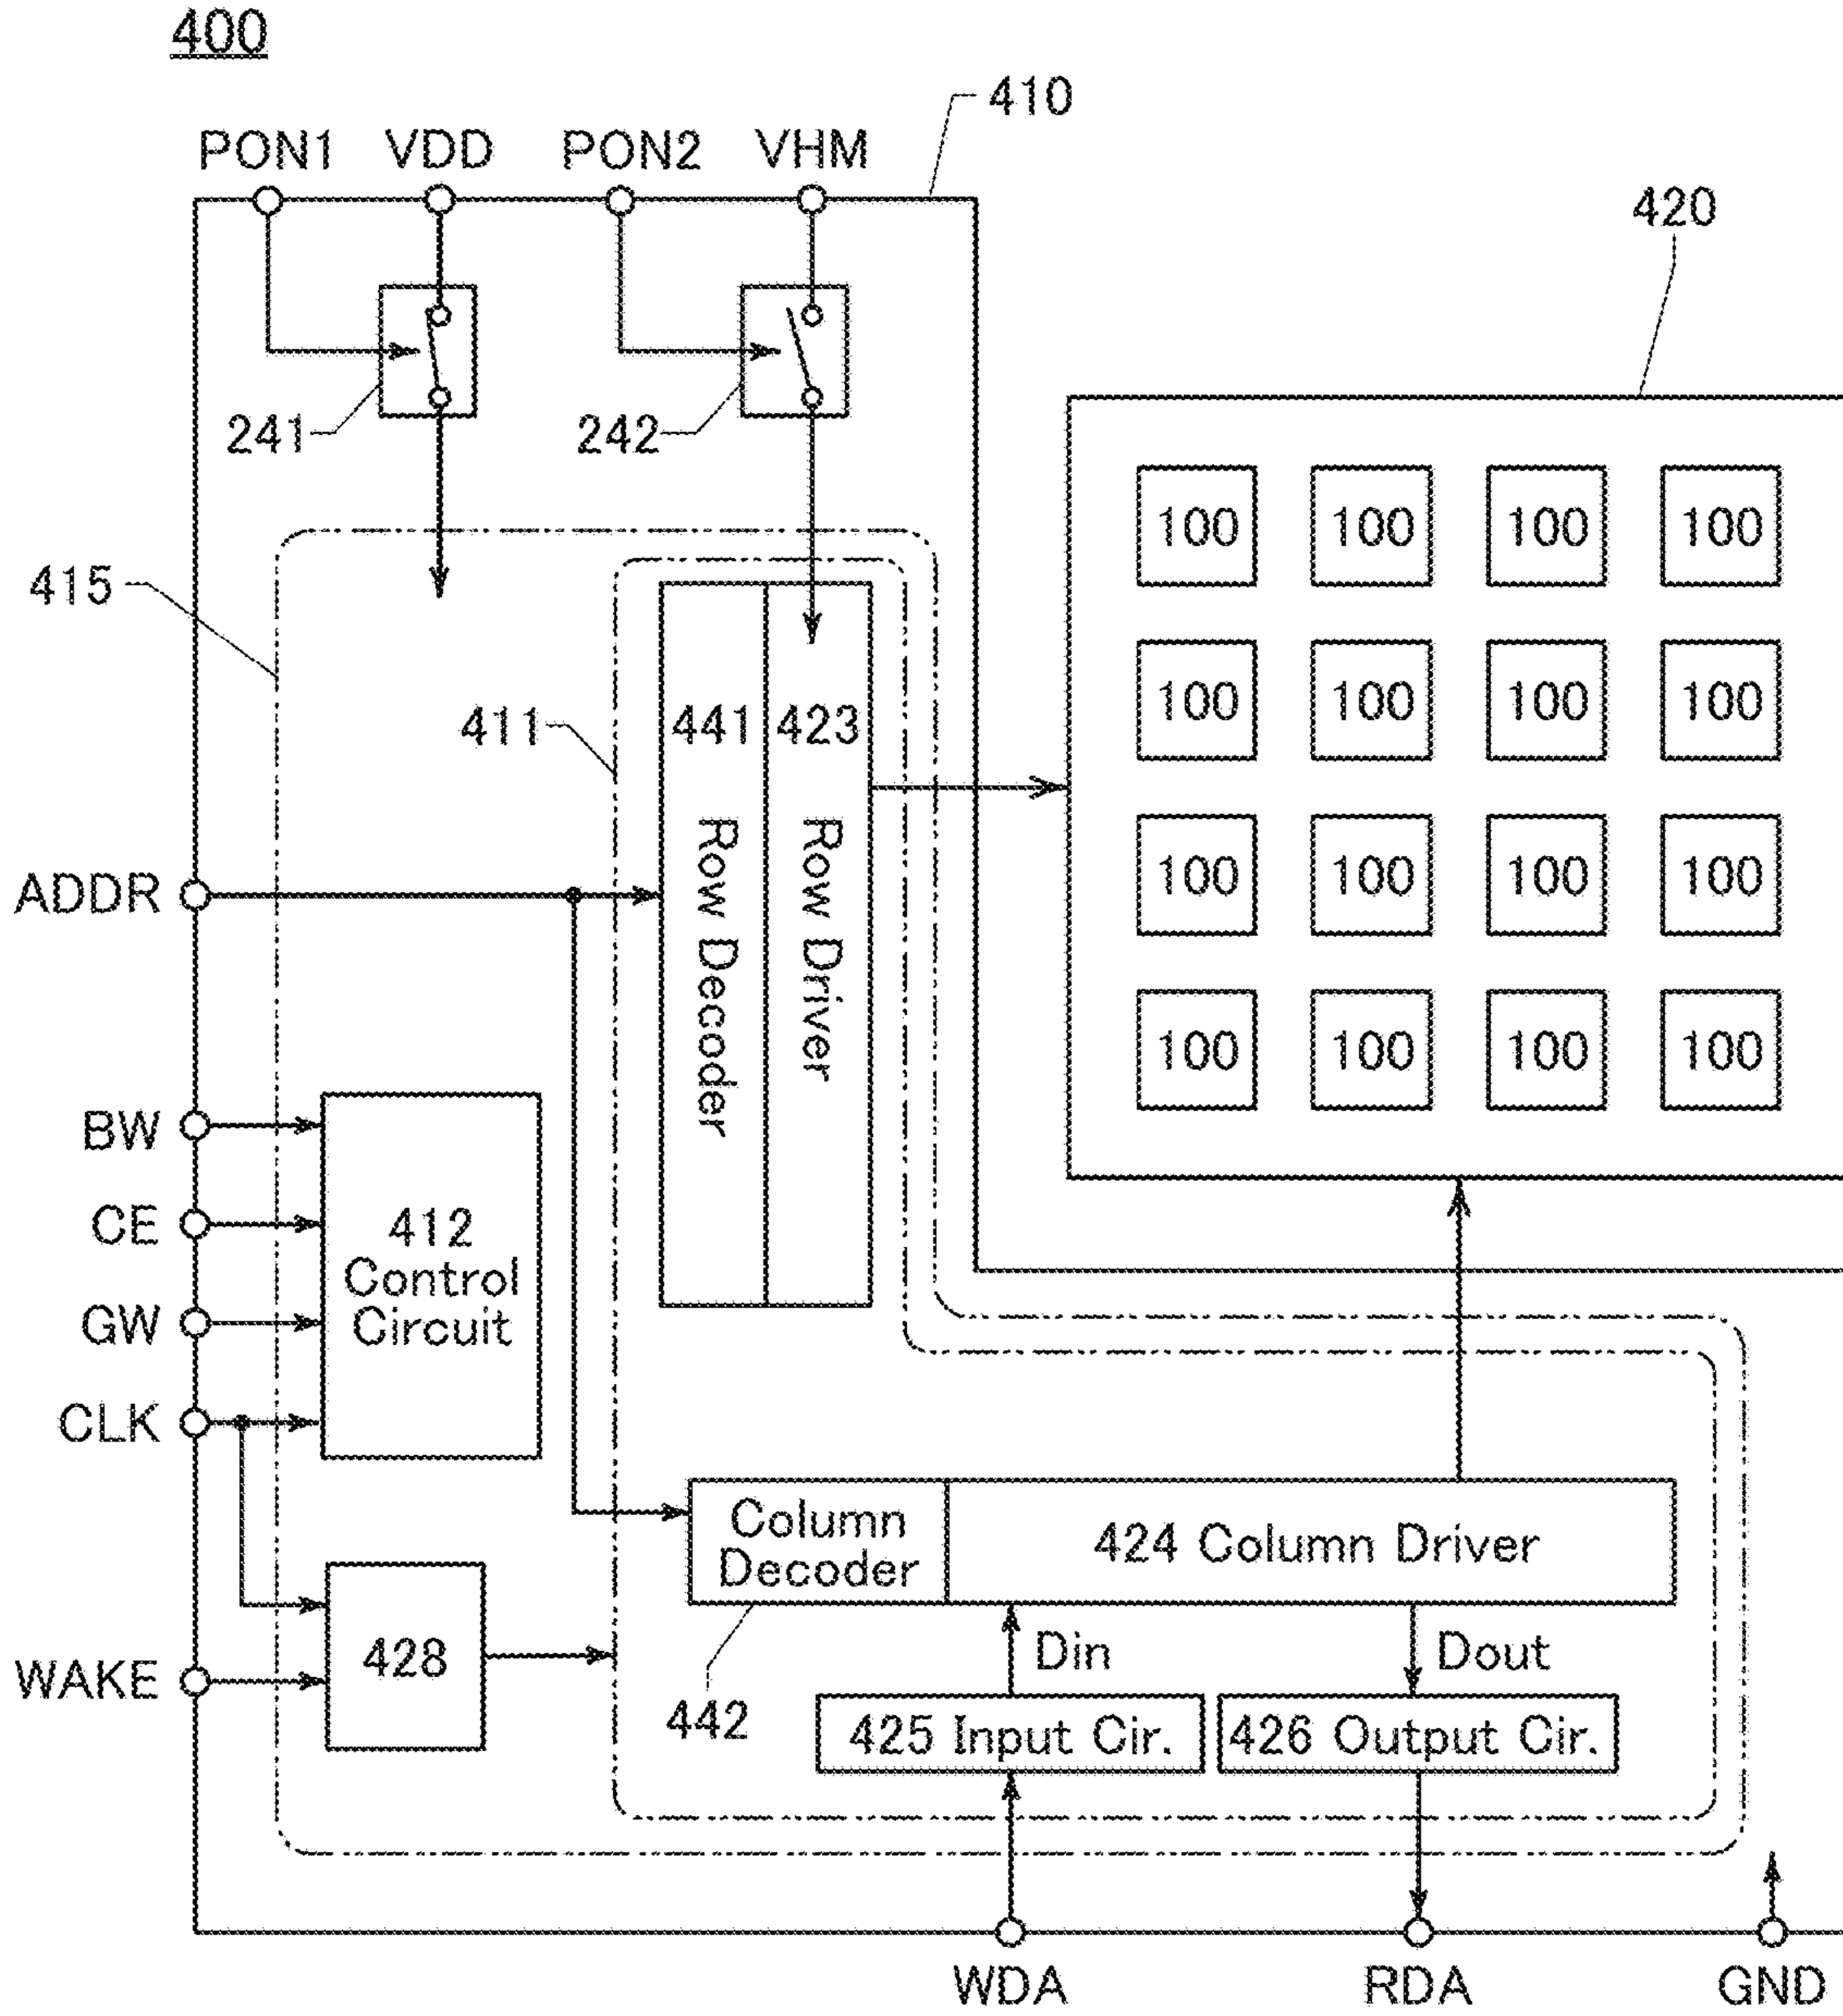 400
410
PON1 VDD PON2 VHM
420
241
242
100 100 100 100
415
411
441 Row Decoder
423 Row Driver
100 100 100 100
ADDR
100 100 100 100
100 100 100 100
BW
CE
GW
CLK
412
Control
Circuit
Column
Decoder
424 Column Driver
WAKE
428
Din
Dout
442
425 Input Cir.
426 Output Cir.
WDA
RDA
GND